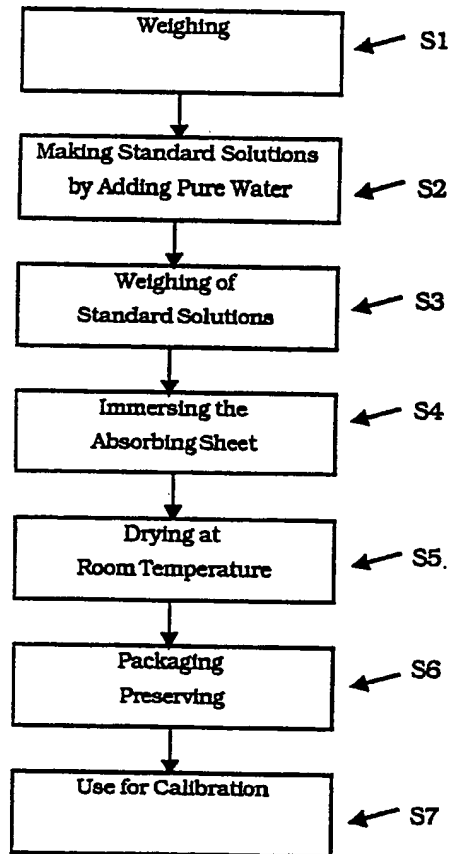 Weighing
S1
Making Standard Solutions
by Adding Pure Water
S2
Weighing of
Standard Solutions
S3
Immersing the
Absorbing Sheet
S4
Drying at
Room Temperature
S5.
Packaging
Preserving
S6
Use for Calibration
S7